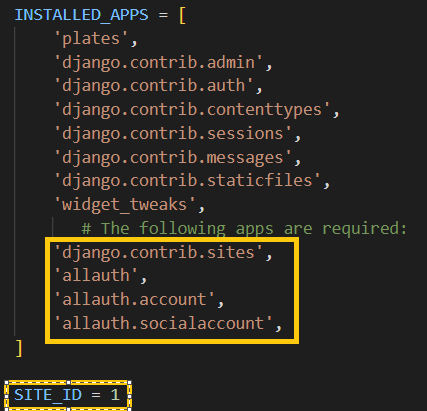 INSTALLED_APPS = [
'plates',
'django.contrib.admin',
'django.contrib.auth',
'django.contrib.contenttypes',
'django.contrib.sessions',
'django.contrib.messages',
'django.contrib.staticfiles',
'widget_tweaks',
# The following apps are required:
'django.contrib.sites',
'allauth',
'allauth.account',
'allauth.socialaccount',
]
SITE_ID = 1